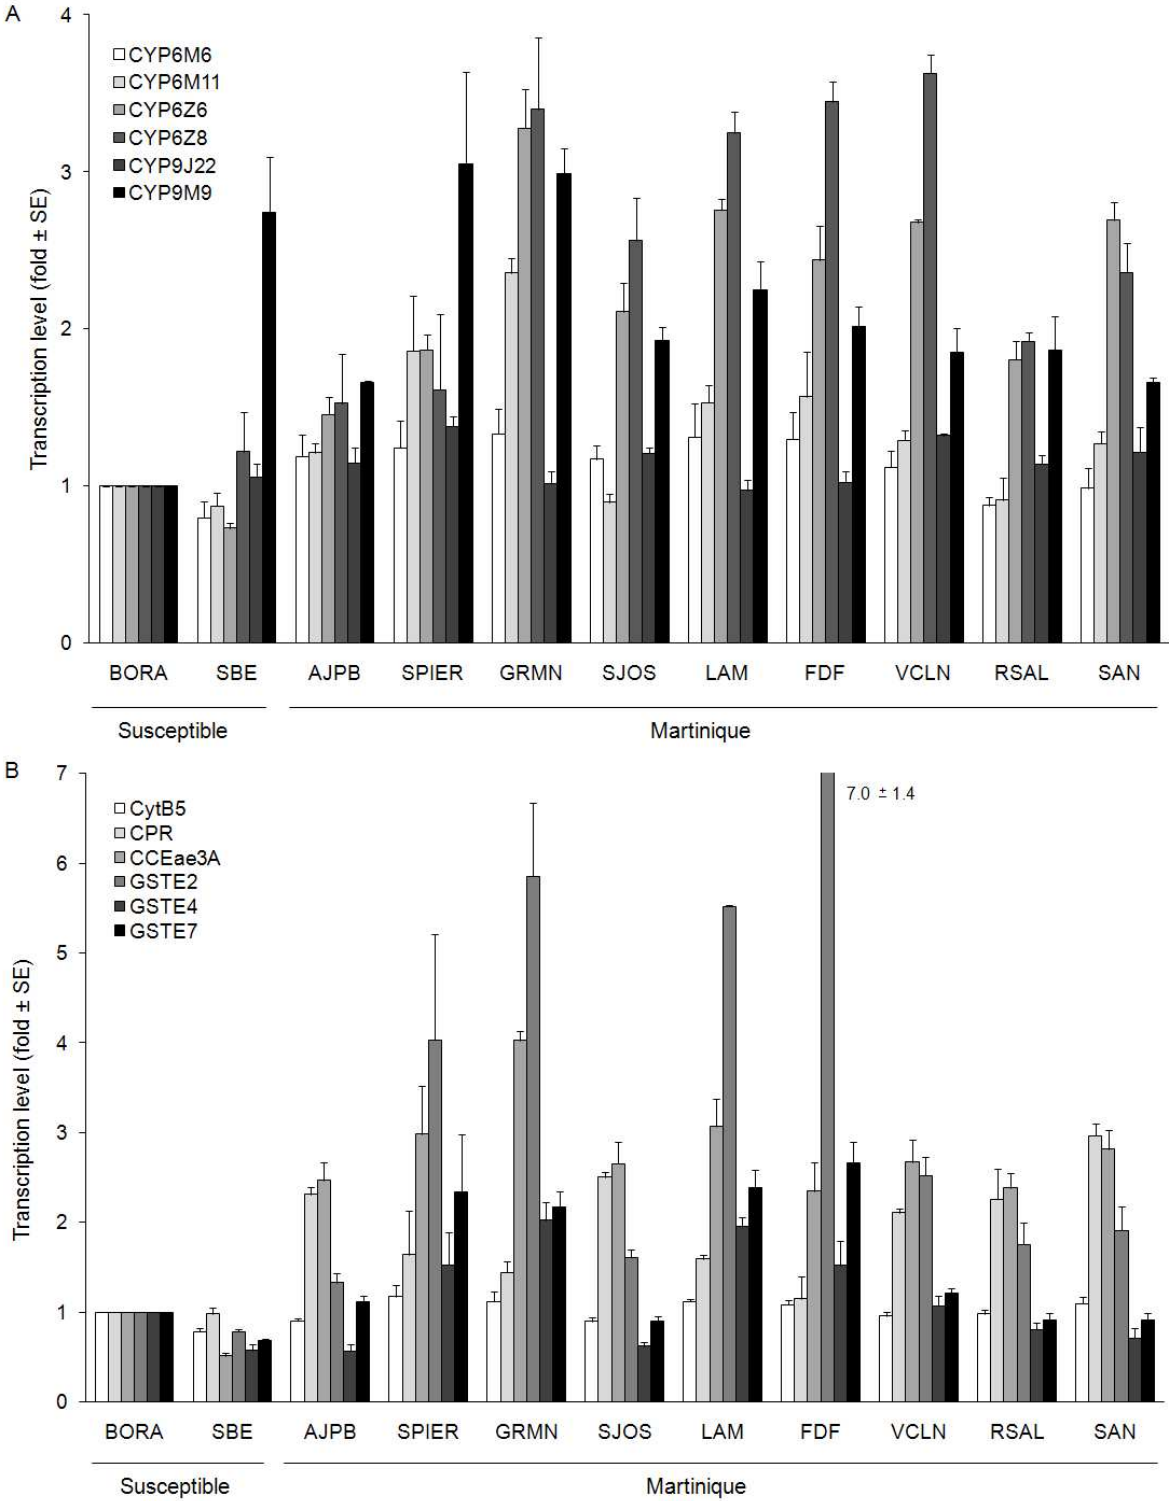 A
4
3
2
1
0
Transcription level (fold ± SE)
CYP6M6
CYP6M11
CYP6Z6
CYP6Z8
CYP9J22
CYP9M9
BORA SBE AJPB SPIER GRMN SJOS LAM FDF VCLN RSAL SAN
Susceptible Martinique
B
7
6
5
4
3
2
1
0
Transcription level (fold ± SE)
CytB5
CPR
CCEae3A
GSTE2
GSTE4
GSTE7
7.0 ± 1.4
BORA SBE AJPB SPIER GRMN SJOS LAM FDF VCLN RSAL SAN
Susceptible Martinique